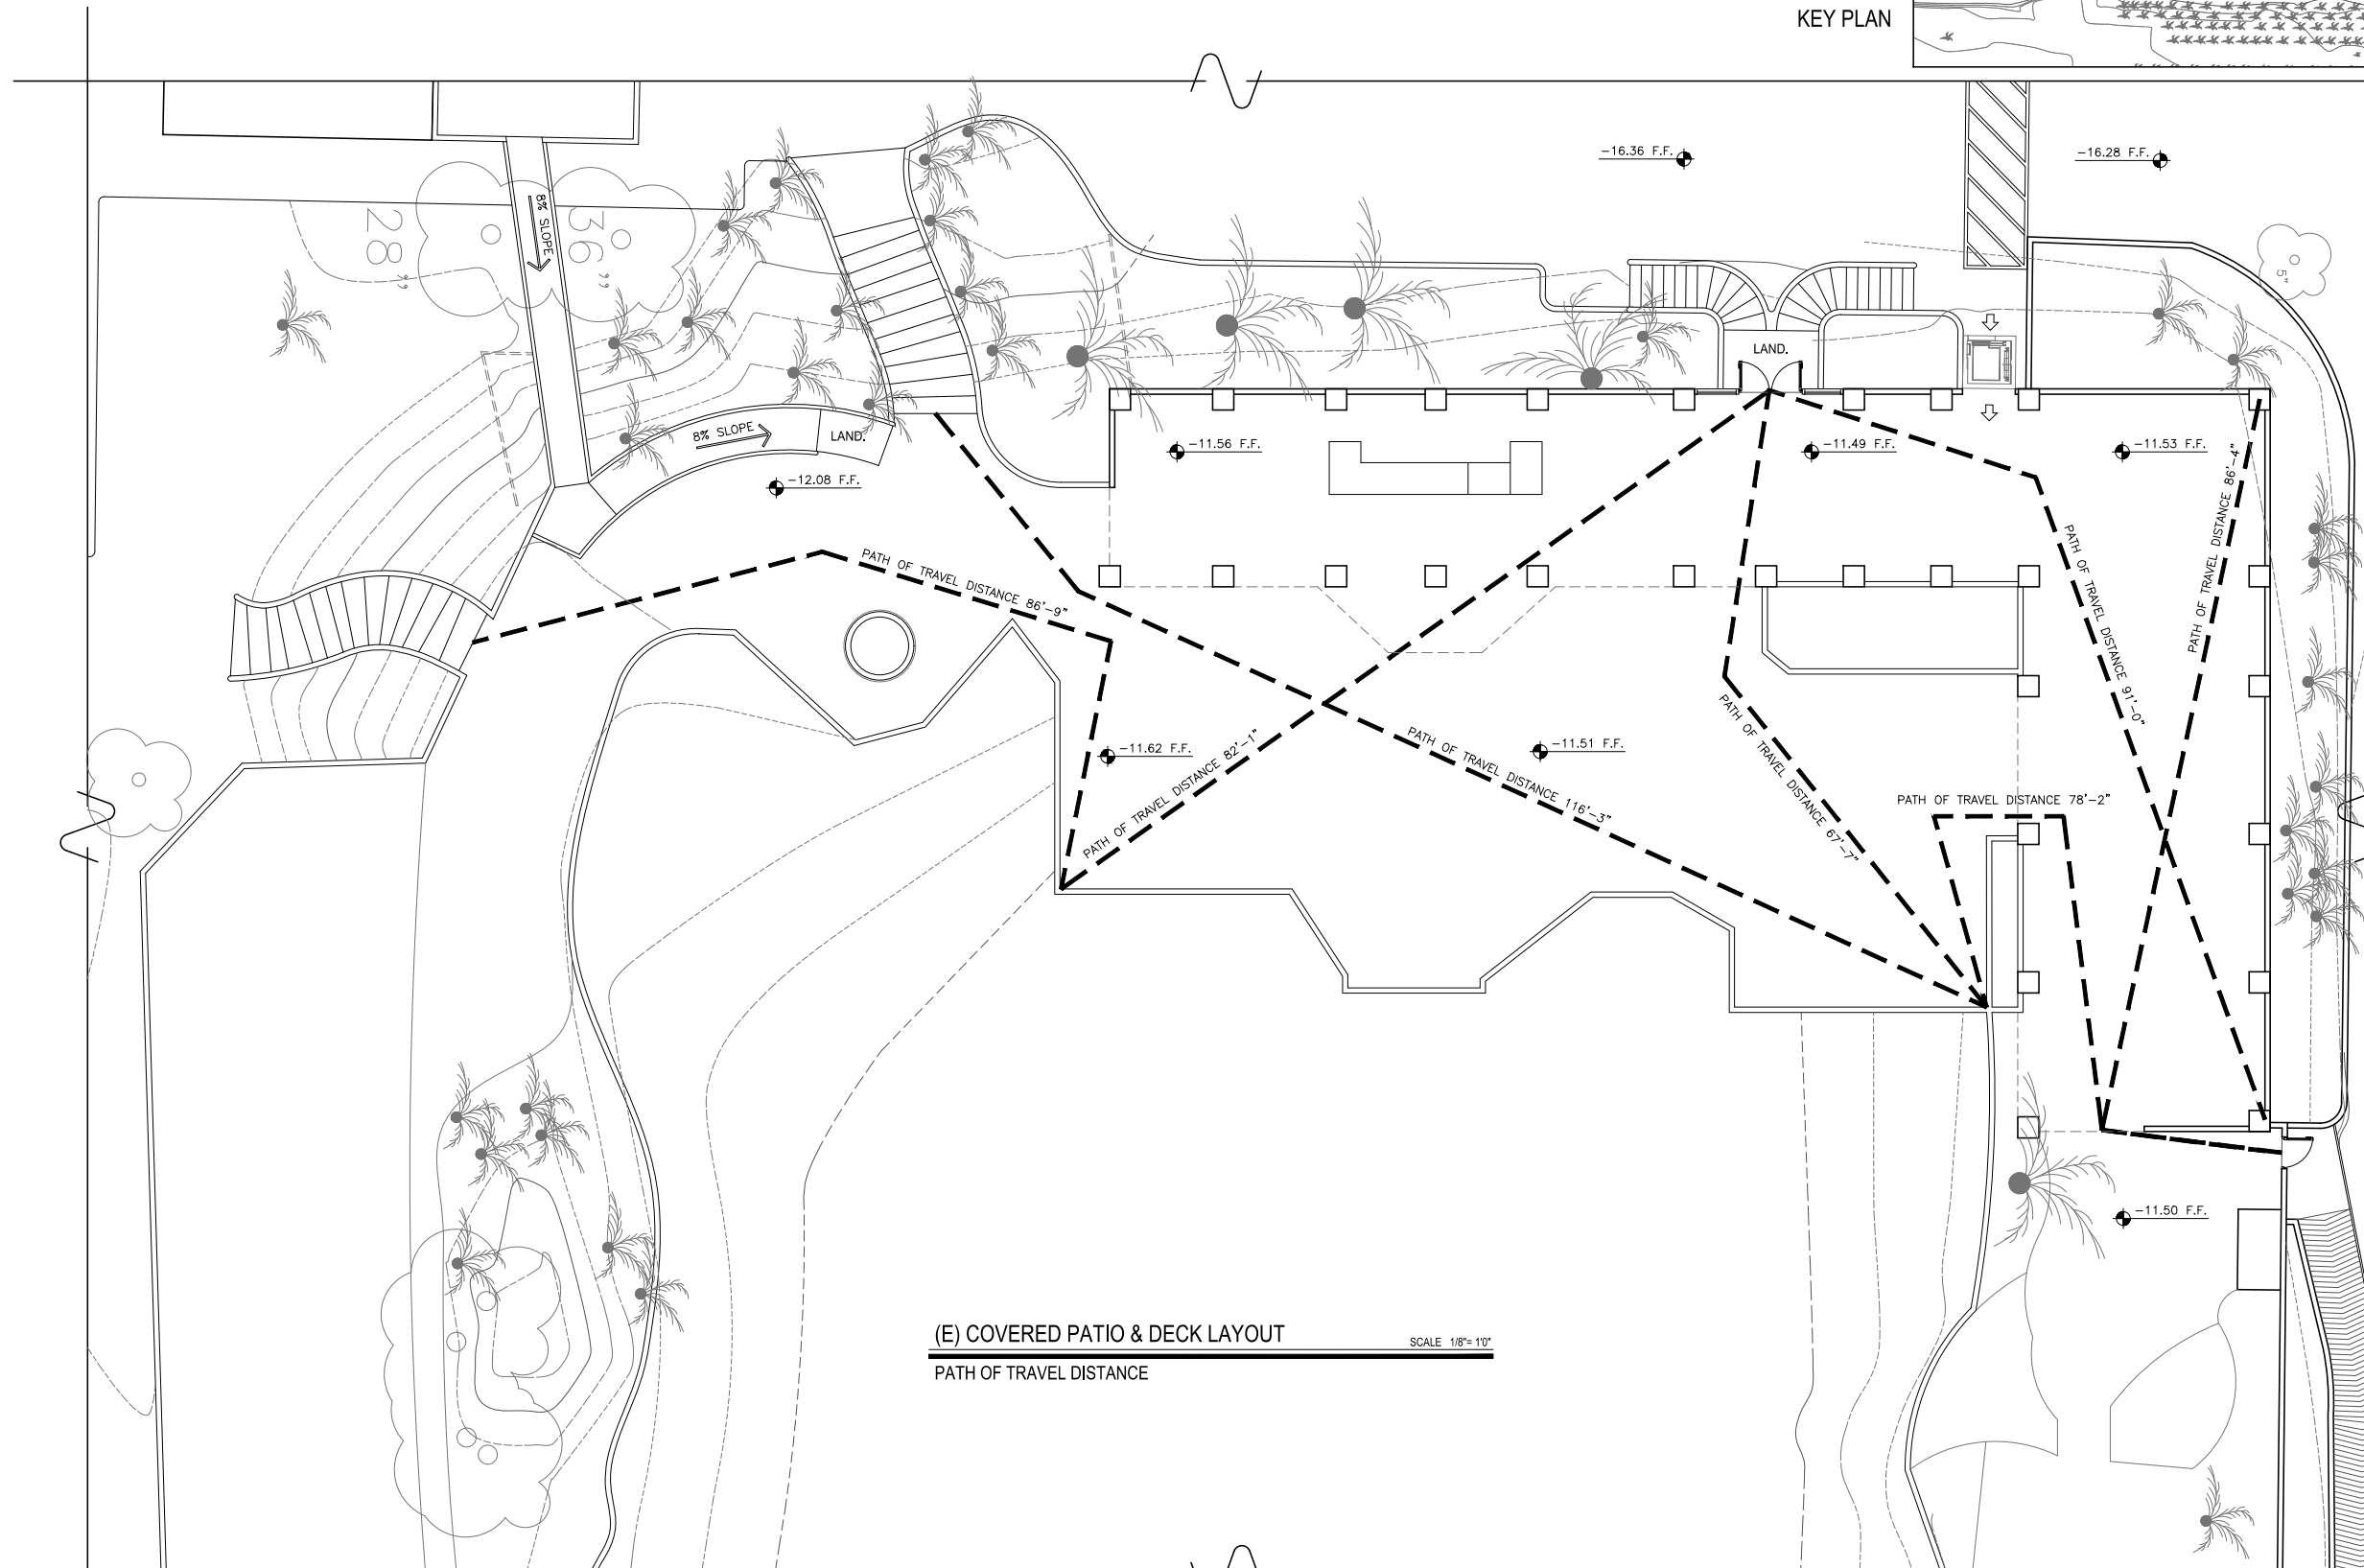 KEY PLAN
-16.36 F.F.
-16.28 F.F.
8% SLOPE
28"
36"
5"
LAND.
8% SLOPE
LAND.
-11.56 F.F.
-11.49 F.F.
-11.53 F.F.
-12.08 F.F.
PATH OF TRAVEL DISTANCE 86'-4"
PATH OF TRAVEL DISTANCE 86'-9"
PATH OF TRAVEL DISTANCE 91'-0"
-11.62 F.F.
-11.51 F.F.
PATH OF TRAVEL DISTANCE 82'-1"
PATH OF TRAVEL DISTANCE 116'-3"
PATH OF TRAVEL DISTANCE 67'-7"
PATH OF TRAVEL DISTANCE 78'-2"
-11.50 F.F.
(E) COVERED PATIO & DECK LAYOUT
SCALE 1/8"= 1'0"
PATH OF TRAVEL DISTANCE